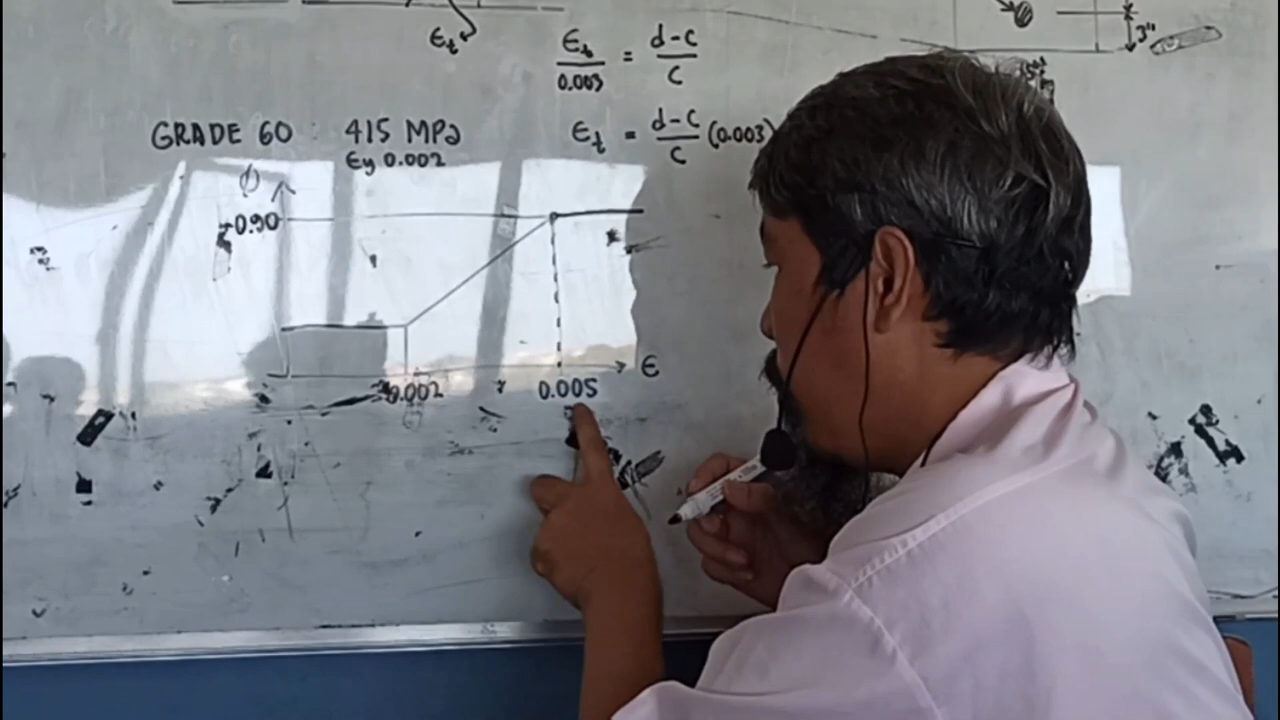 εt
εt/0.003 = d-c/c
3"
GRADE 60 : 415 MPa
εy 0.002
εt = d-c/c (0.003)
ϕ
0.90
ε
0.002
0.005